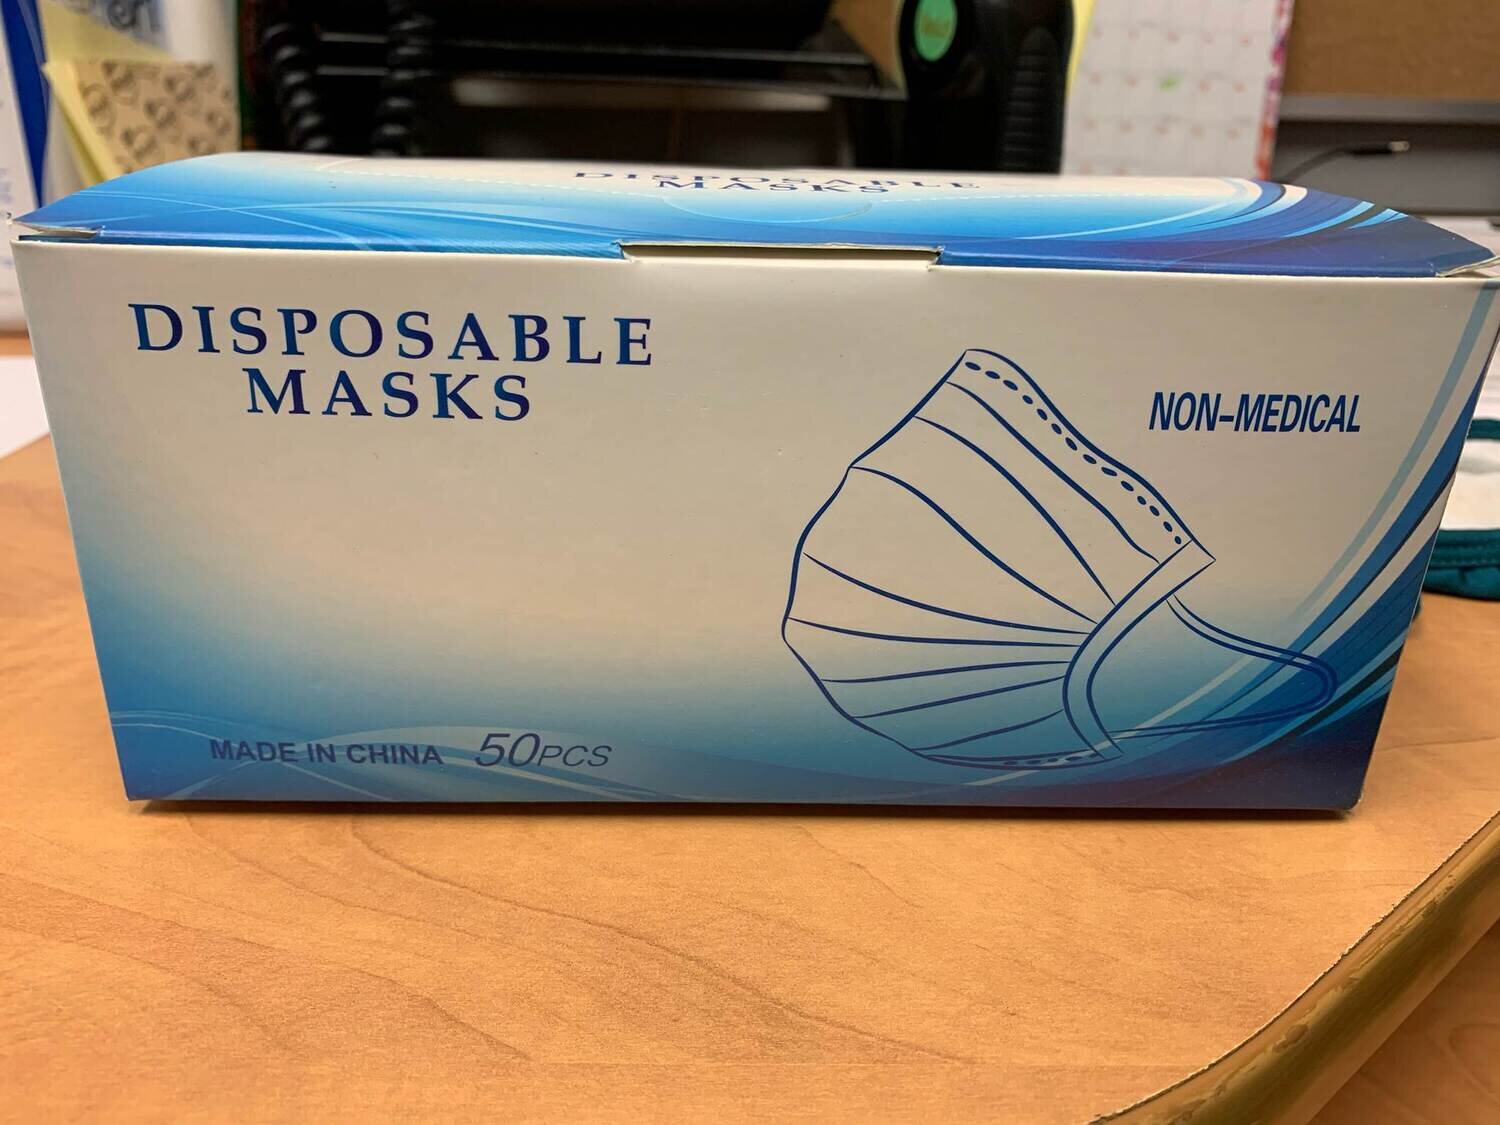 DISPOSABLE
MASKS
DISPOSABLE
MASKS
NON-MEDICAL
MADE IN CHINA 50PCS